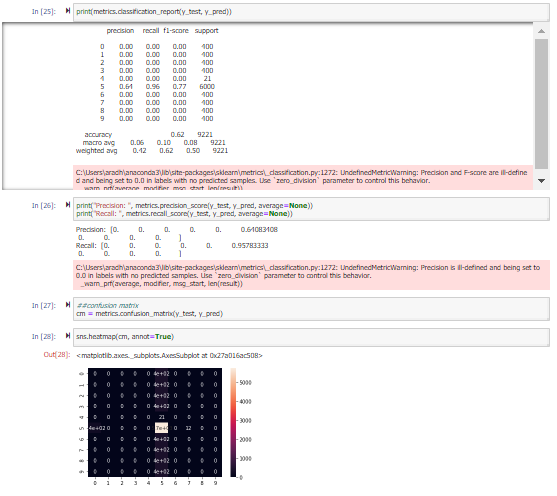 In [25]: print(metrics.classification_report(y_test, y_pred))
precision recall f1-score support
0 0.00 0.00 0.00 400
1 0.00 0.00 0.00 400
2 0.00 0.00 0.00 400
3 0.00 0.00 0.00 400
4 0.00 0.00 0.00 21
5 0.64 0.96 0.77 6000
6 0.00 0.00 0.00 400
7 0.00 0.00 0.00 400
8 0.00 0.00 0.00 400
9 0.00 0.00 0.00 400
accuracy 0.62 9221
macro avg 0.06 0.10 0.08 9221
weighted avg 0.42 0.62 0.50 9221
C:\Users\aradh\anaconda3\lib\site-packages\sklearn\metrics\_classification.py:1272: UndefinedMetricWarning: Precision and F-score are ill-define
d and being set to 0.0 in labels with no predicted samples. Use `zero_division` parameter to control this behavior.
_warn_prf(average, modifier, msg_start, len(result))
In [26]: print("Precision: ", metrics.precision_score(y_test, y_pred, average=None))
print("Recall: ", metrics.recall_score(y_test, y_pred, average=None))
Precision: [0. 0. 0. 0. 0. 0.64083408
0. 0. 0. 0. ]
Recall: [0. 0. 0. 0. 0. 0.95783333
0. 0. 0. 0. ]
C:\Users\aradh\anaconda3\lib\site-packages\sklearn\metrics\_classification.py:1272: UndefinedMetricWarning: Precision is ill-defined and being set to
0.0 in labels with no predicted samples. Use `zero_division` parameter to control this behavior.
_warn_prf(average, modifier, msg_start, len(result))
In [27]: ##confusion matrix
cm = metrics.confusion_matrix(y_test, y_pred)
In [28]: sns.heatmap(cm, annot=True)
Out[28]: <matplotlib.axes._subplots.AxesSubplot at 0x27a016ac508>
0 0 0 0 0 0 4e+02 0 0 0 0
1 0 0 0 0 0 4e+02 0 0 0 0
2 0 0 0 0 0 4e+02 0 0 0 0
3 0 0 0 0 0 4e+02 0 0 0 0
4 0 0 0 0 0 21 0 0 0 0
5 4e+02 0 0 0 0 7e+0 0 12 0 0
6 0 0 0 0 0 4e+02 0 0 0 0
7 0 0 0 0 0 4e+02 0 0 0 0
8 0 0 0 0 0 4e+02 0 0 0 0
9 0 0 0 0 0 4e+02 0 0 0 0
0 1 2 3 4 5 6 7 8 9
5000
4000
3000
2000
1000
0